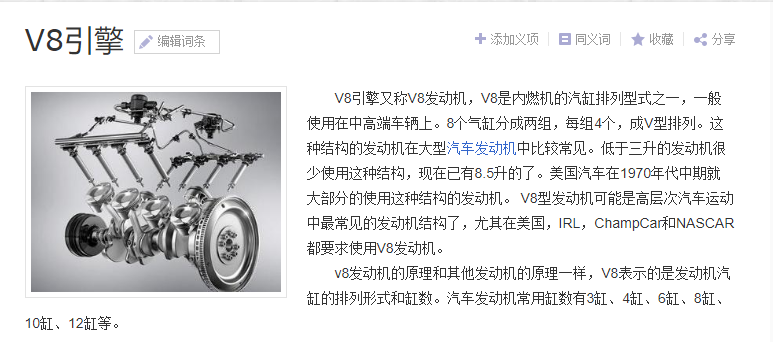 V8引擎
编辑词条
添加义项
同义词
收藏
分享
V8引擎又称V8发动机，V8是内燃机的汽缸排列型式之一，一般
使用在中高端车辆上。8个气缸分成两组，每组4个，成V型排列。这
种结构的发动机在大型汽车发动机中比较常见。低于三升的发动机很
少使用这种结构，现在已有8.5升的了。美国汽车在1970年代中期就
大部分的使用这种结构的发动机。 V8型发动机可能是高层次汽车运动
中最常见的发动机结构了，尤其在美国，IRL，ChampCar和NASCAR
都要求使用V8发动机。
v8发动机的原理和其他发动机的原理一样，V8表示的是发动机汽
缸的排列形式和缸数。汽车发动机常用缸数有3缸、4缸、6缸、8缸、
10缸、12缸等。